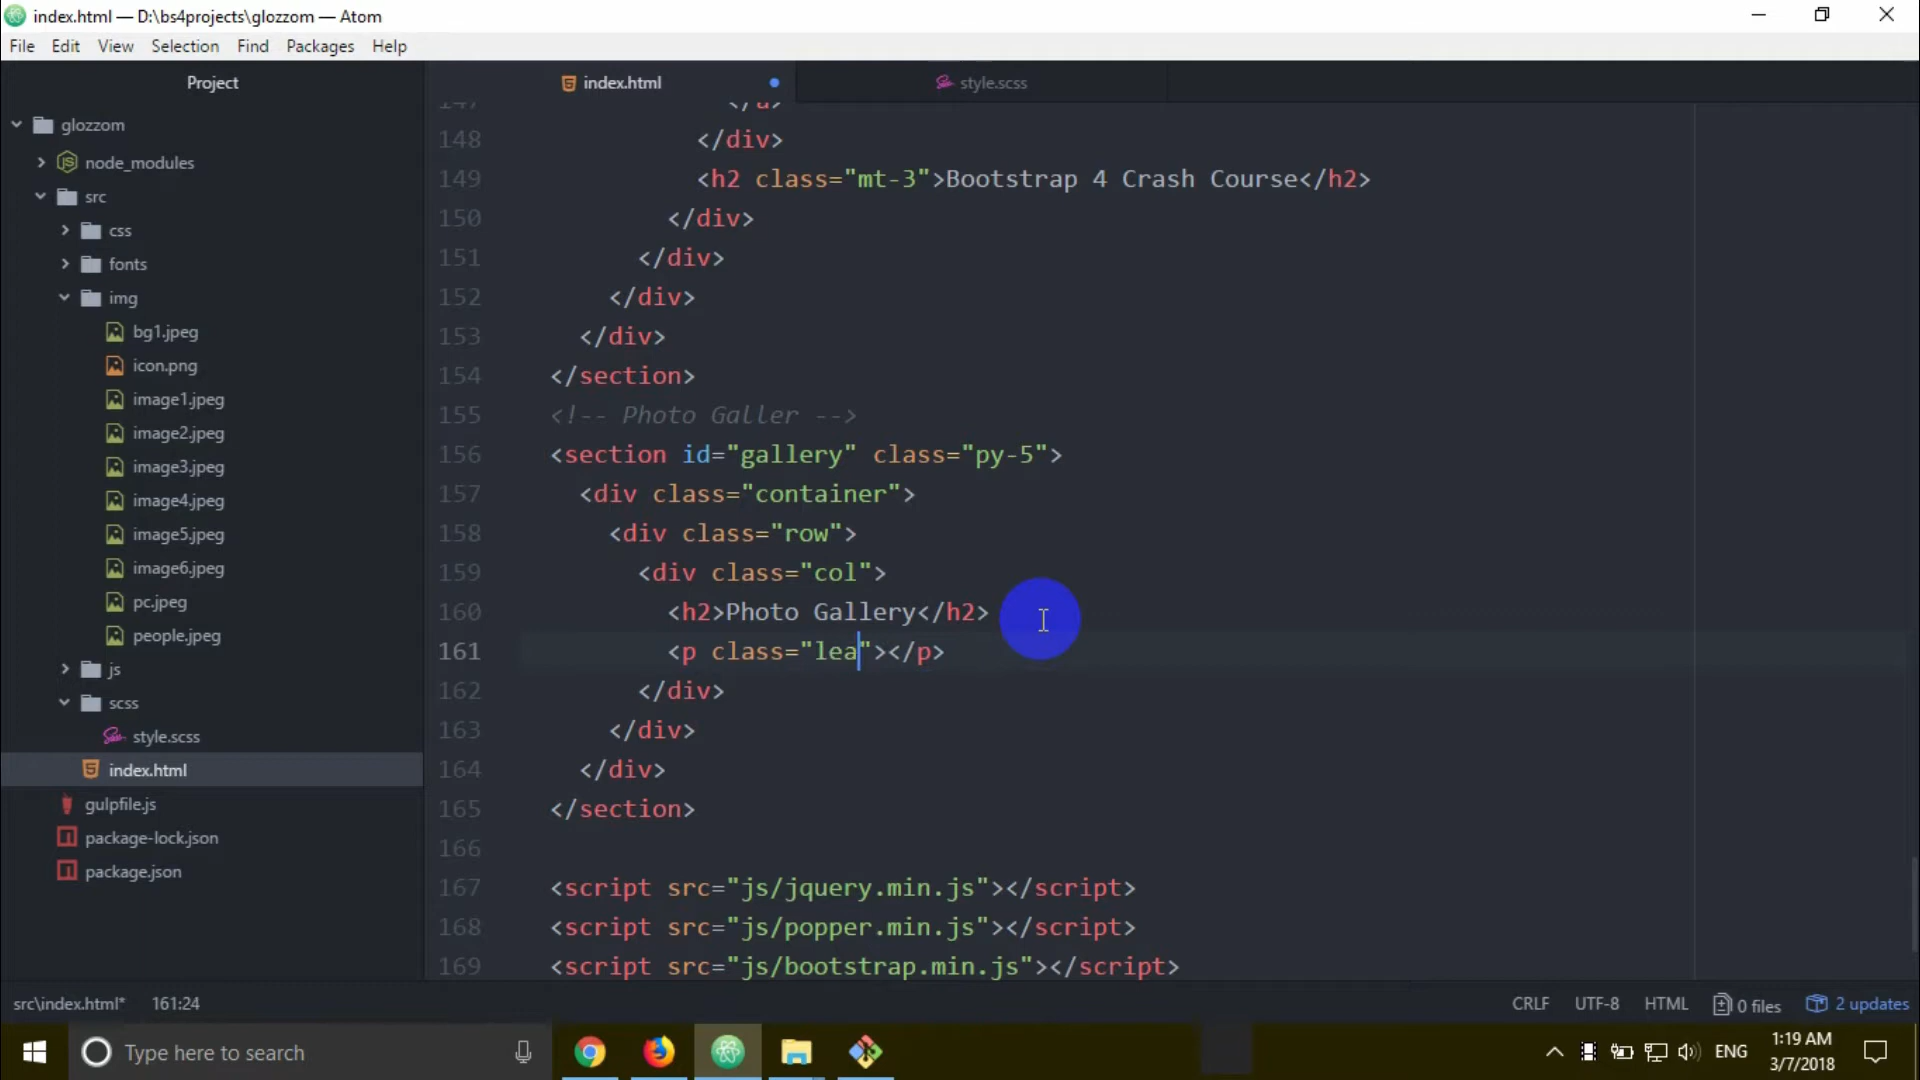 index.html — D:\bs4projects\glozzom — Atom
File Edit View Selection Find Packages Help
Project
glozzom
node_modules
src
css
fonts
img
bg1.jpeg
icon.png
image1.jpeg
image2.jpeg
image3.jpeg
image4.jpeg
image5.jpeg
image6.jpeg
pc.jpeg
people.jpeg
js
scss
style.scss
index.html
gulpfile.js
package-lock.json
package.json
index.html style.scss
147 </a>
148 </div>
149 <h2 class="mt-3">Bootstrap 4 Crash Course</h2>
150 </div>
151 </div>
152 </div>
153 </div>
154 </section>
155 <!-- Photo Galler -->
156 <section id="gallery" class="py-5">
157 <div class="container">
158 <div class="row">
159 <div class="col">
160 <h2>Photo Gallery</h2>
161 <p class="lea"></p>
162 </div>
163 </div>
164 </div>
165 </section>
166
167 <script src="js/jquery.min.js"></script>
168 <script src="js/popper.min.js"></script>
169 <script src="js/bootstrap.min.js"></script>
src\index.html* 161:24 CRLF UTF-8 HTML 0 files 2 updates
Type here to search ENG 1:19 AM
3/7/2018